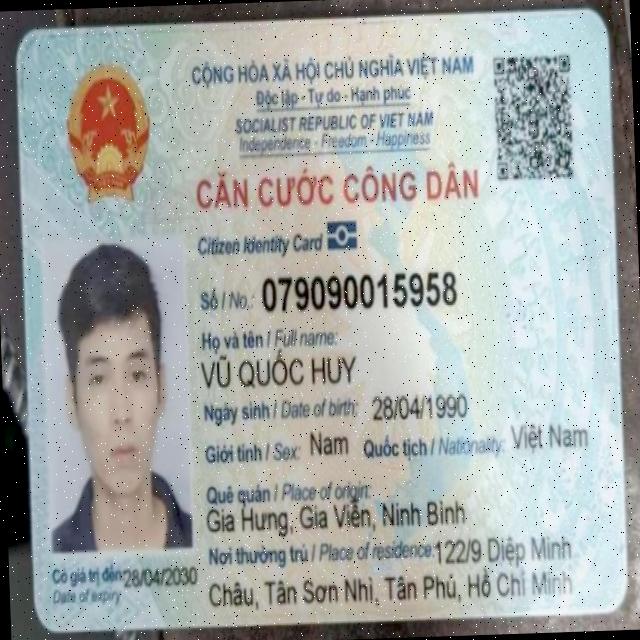 CỘNG HÒA XÃ HỘI CHỦ NGHĨA VIỆT NAM
Độc lập - Tự do - Hạnh phúc
SOCIALIST REPUBLIC OF VIET NAM
Independence - Freedom - Happiness
CĂN CƯỚC CÔNG DÂN
Citizen Identity Card
Số / No.: 079090015958
Họ và tên / Full name:
VŨ QUỐC HUY
Ngày sinh / Date of birth: 28/04/1990
Giới tính / Sex: Nam Quốc tịch / Nationality: Việt Nam
Quê quán / Place of origin:
Gia Hưng, Gia Viễn, Ninh Bình
Nơi thường trú / Place of residence: 122/9 Diệp Minh
Châu, Tân Sơn Nhì, Tân Phú, Hồ Chí Minh
Có giá trị đến: 28/04/2030
Date of expiry